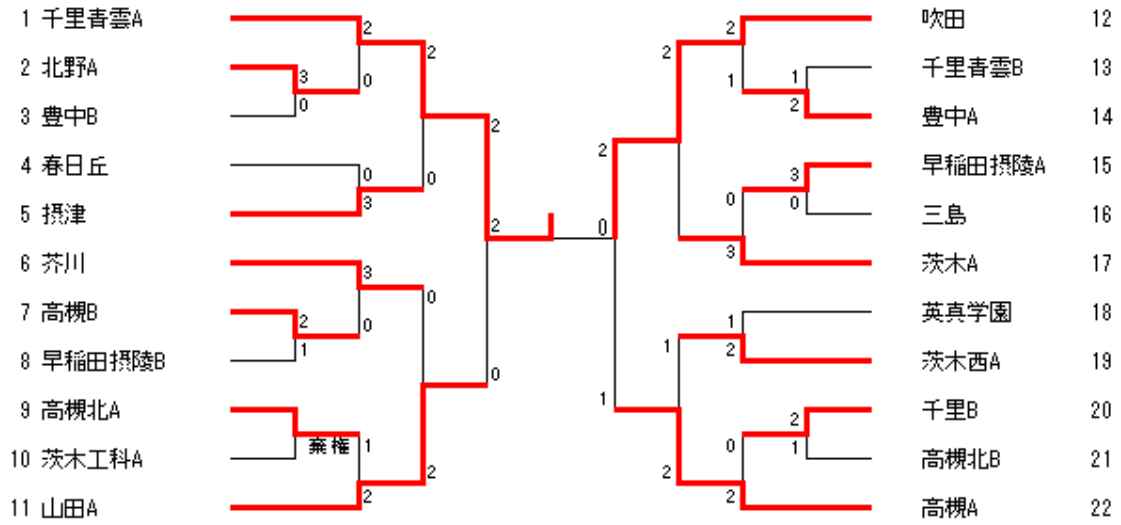 1 千里青雲A
2 北野A
3 豊中B
4 春日丘
5 摂津
6 芥川
7 高槻B
8 早稲田摂陵B
9 高槻北A
10 茨木工科A
11 山田A
2
3
0
0
2
0
3
0
2
3
2
1
0
0
棄権
1
2
2
0
2
0
2
1
1
2
2
3
0
0
3
2
1
2
1
2
1
0
2
1
2
0
吹田 12
千里青雲B 13
豊中A 14
早稲田摂陵A 15
三島 16
茨木A 17
英真学園 18
茨木西A 19
千里B 20
高槻北B 21
高槻A 22